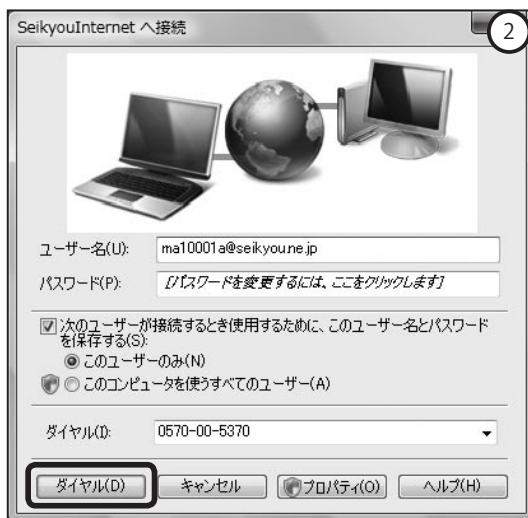 SeikyouInternet へ接続
2
ユーザー名(U):
ma10001a@seikyou.ne.jp
パスワード(P):
[パスワードを変更するには、ここをクリックします]
次のユーザーが接続するとき使用するために、このユーザー名とパスワード
を保存する(S):
このユーザーのみ(N)
このコンピュータを使うすべてのユーザー(A)
ダイヤル(I):
0570-00-5370
ダイヤル(D)
キャンセル
プロパティ(O)
ヘルプ(H)